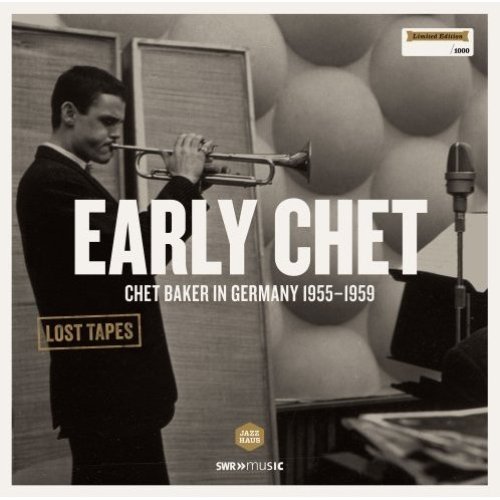 Limited Edition
/1000
EARLY CHET
CHET BAKER IN GERMANY 1955–1959
LOST TAPES
JAZZ
HAUS
SWR>>MUSIC